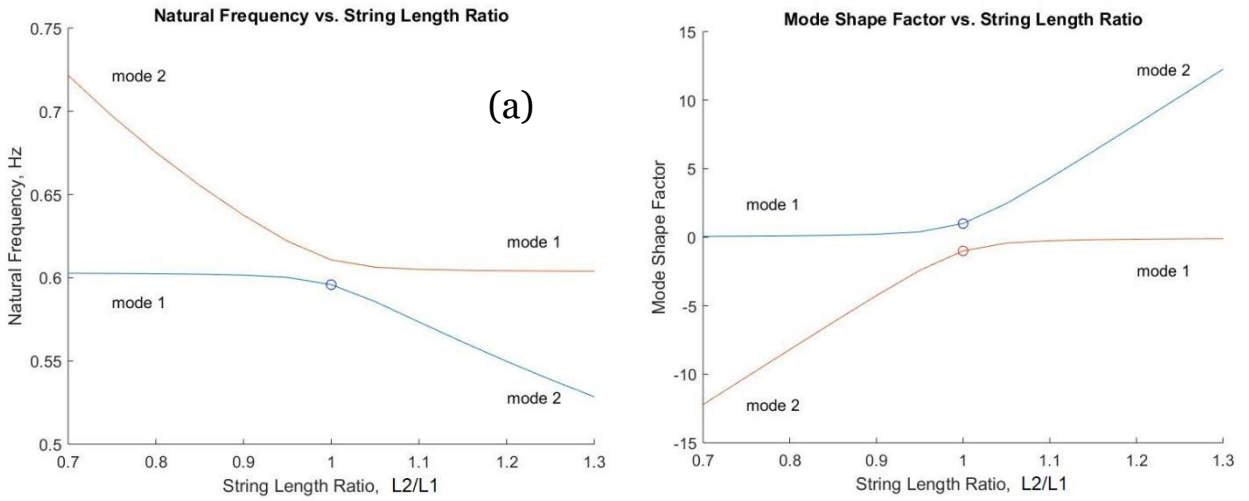 Natural Frequency vs. String Length Ratio
0.75
0.7
0.65
0.6
0.55
0.5
Natural Frequency, Hz
mode 2
(a)
mode 1
mode 1
mode 2
0.7 0.8 0.9 1 1.1 1.2 1.3
String Length Ratio, L2/L1
Mode Shape Factor vs. String Length Ratio
15
10
5
0
-5
-10
-15
Mode Shape Factor
mode 2
mode 1
mode 1
mode 2
0.7 0.8 0.9 1 1.1 1.2 1.3
String Length Ratio, L2/L1